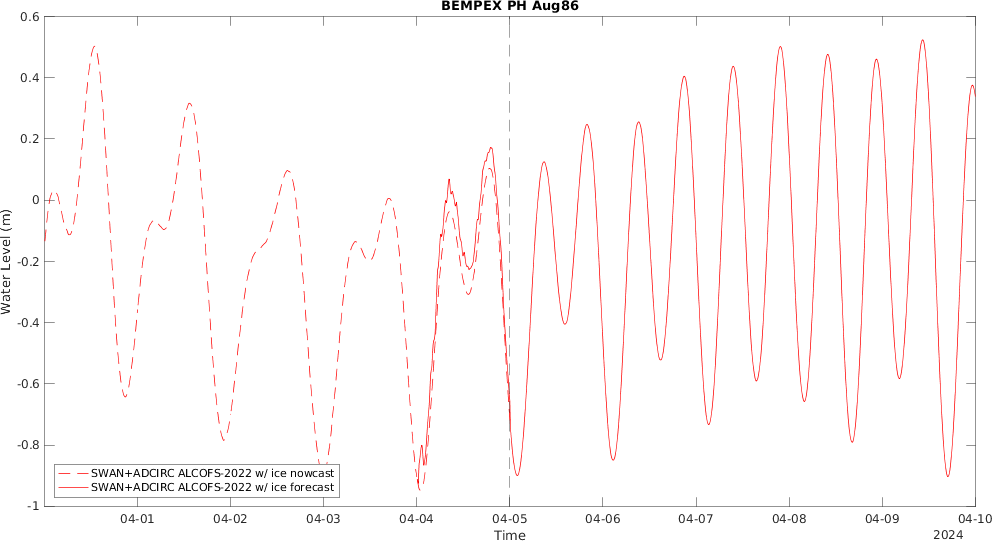 BEMPEX PH Aug86
0.6
0.4
0.2
0
-0.2
-0.4
-0.6
-0.8
-1
Water Level (m)
SWAN+ADCIRC ALCOFS-2022 w/ ice nowcast
SWAN+ADCIRC ALCOFS-2022 w/ ice forecast
04-01 04-02 04-03 04-04 04-05 04-06 04-07 04-08 04-09 04-10
Time
2024